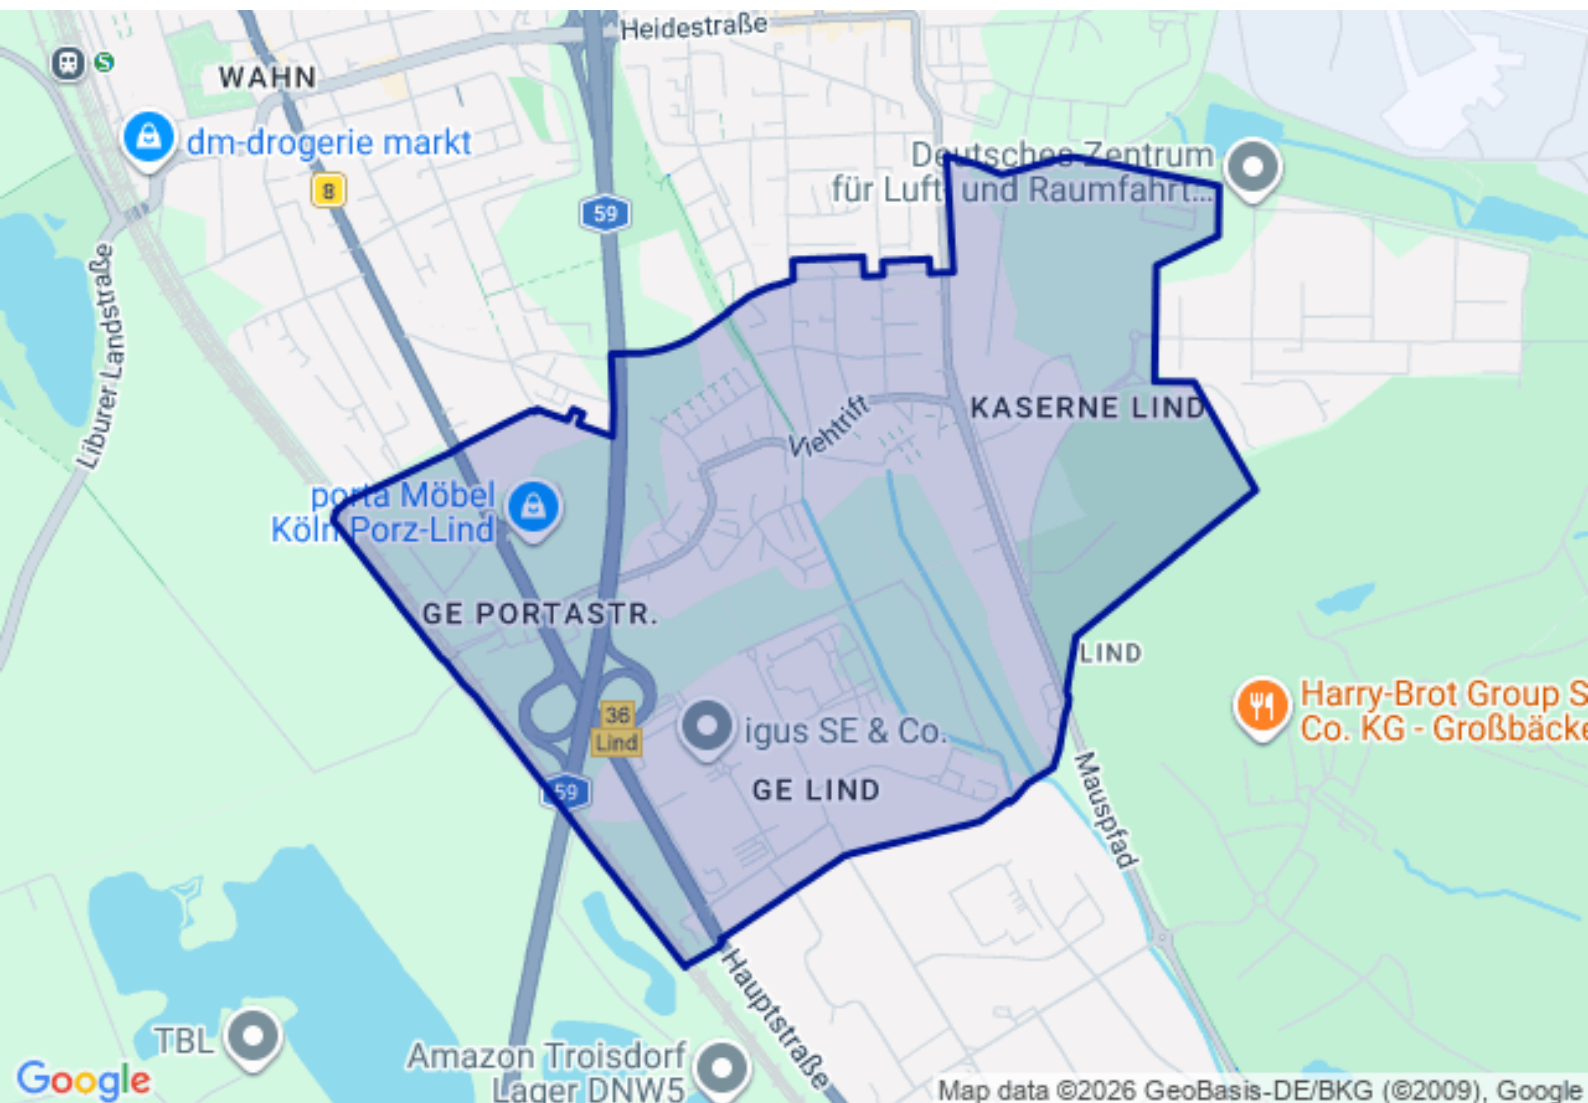 Heidestraße
WAHN
dm-drogerie markt
8
59
Deutsches Zentrum
für Luft- und Raumfahrt...
Liburer Landstraße
Viehtrift
KASERNE LIND
porta Möbel
Köln Porz-Lind
GE PORTASTR.
LIND
36
Lind
igus SE & Co.
Harry-Brot Group S
Co. KG - Großbäcke
59
GE LIND
Mauspfad
Hauptstraße
TBL
Amazon Troisdorf
Lager DNW5
Google
Map data ©2026 GeoBasis-DE/BKG (©2009), Google
S